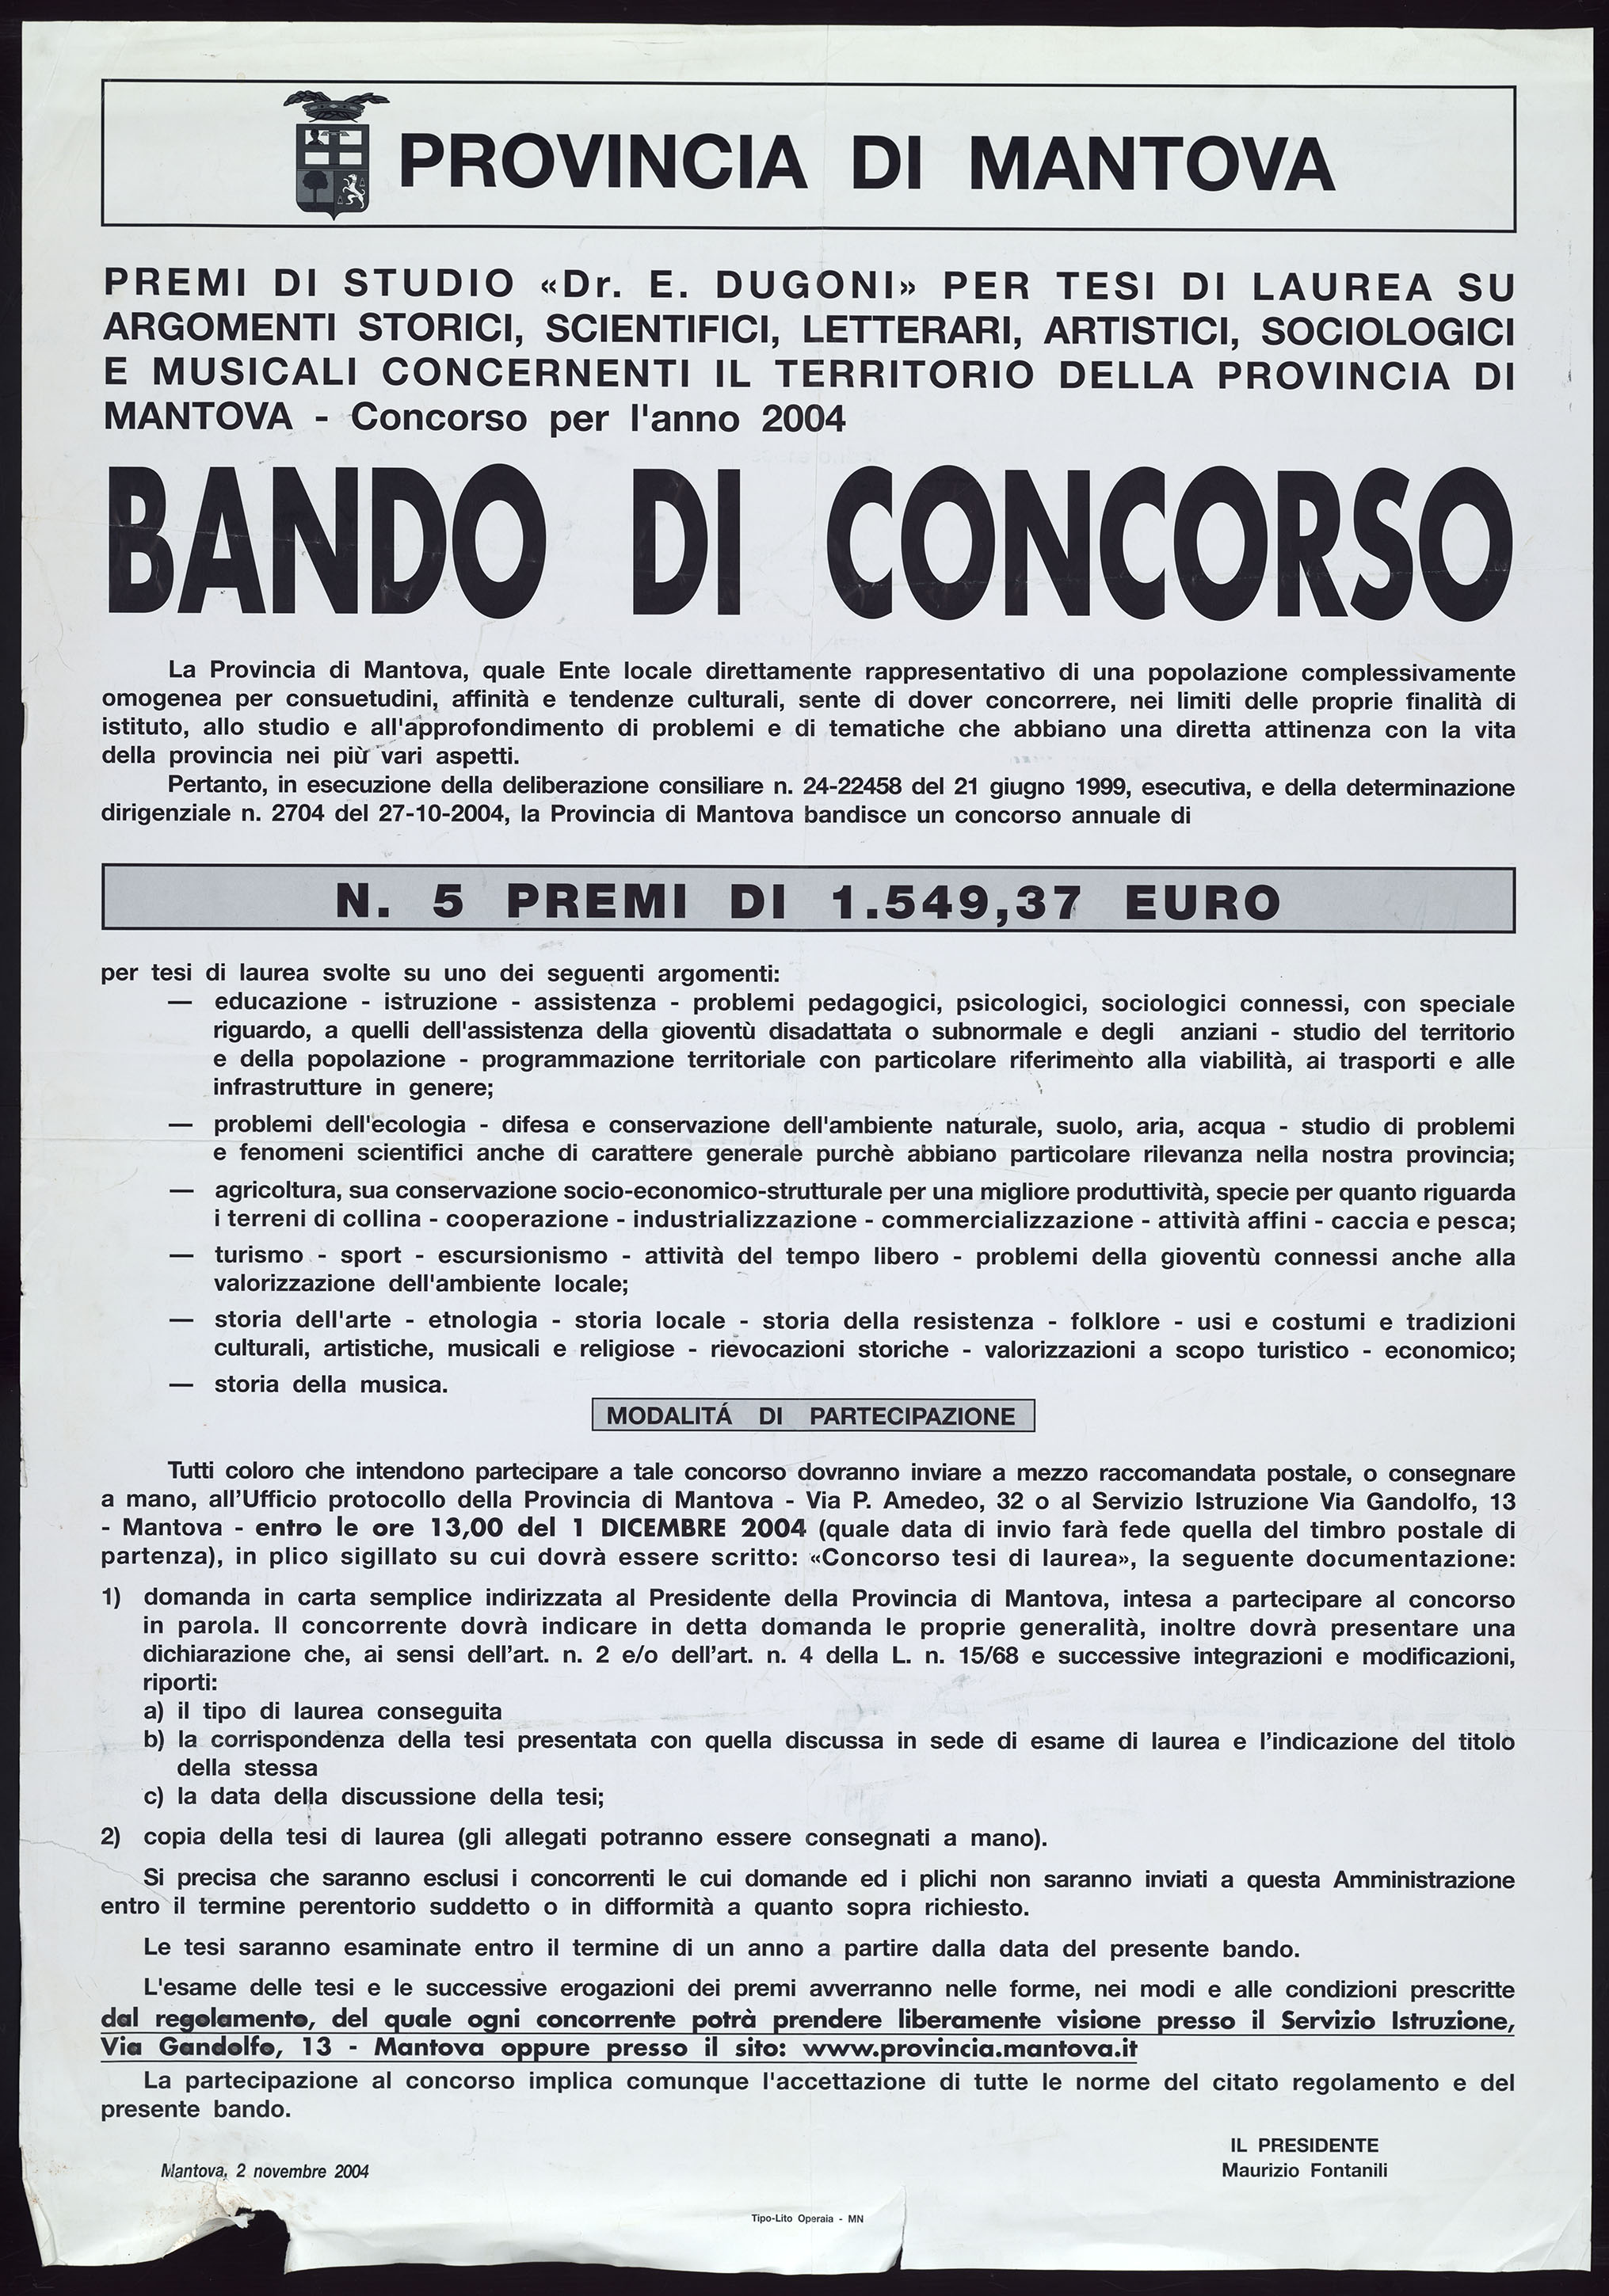 PROVINCIA DI MANTOVA
PREMI DI STUDIO «Dr. E. DUGONI» PER TESI DI LAUREA SU
ARGOMENTI STORICI, SCIENTIFICI, LETTERARI, ARTISTICI, SOCIOLOGICI
E MUSICALI CONCERNENTI IL TERRITORIO DELLA PROVINCIA DI
MANTOVA - Concorso per l'anno 2004
BANDO DI CONCORSO
La Provincia di Mantova, quale Ente locale direttamente rappresentativo di una popolazione complessivamente
omogenea per consuetudini, affinità e tendenze culturali, sente di dover concorrere, nei limiti delle proprie finalità di
istituto, allo studio e all'approfondimento di problemi e di tematiche che abbiano una diretta attinenza con la vita
della provincia nei più vari aspetti.
Pertanto, in esecuzione della deliberazione consiliare n. 24-22458 del 21 giugno 1999, esecutiva, e della determinazione
dirigenziale n. 2704 del 27-10-2004, la Provincia di Mantova bandisce un concorso annuale di
N. 5 PREMI DI 1.549,37 EURO
per tesi di laurea svolte su uno dei seguenti argomenti:
— educazione - istruzione - assistenza - problemi pedagogici, psicologici, sociologici connessi, con speciale
riguardo, a quelli dell'assistenza della gioventù disadattata o subnormale e degli anziani - studio del territorio
e della popolazione - programmazione territoriale con particolare riferimento alla viabilità, ai trasporti e alle
infrastrutture in genere;
— problemi dell'ecologia - difesa e conservazione dell'ambiente naturale, suolo, aria, acqua - studio di problemi
e fenomeni scientifici anche di carattere generale purchè abbiano particolare rilevanza nella nostra provincia;
— agricoltura, sua conservazione socio-economico-strutturale per una migliore produttività, specie per quanto riguarda
i terreni di collina - cooperazione - industrializzazione - commercializzazione - attività affini - caccia e pesca;
— turismo - sport - escursionismo - attività del tempo libero - problemi della gioventù connessi anche alla
valorizzazione dell'ambiente locale;
— storia dell'arte - etnologia - storia locale - storia della resistenza - folklore - usi e costumi e tradizioni
culturali, artistiche, musicali e religiose - rievocazioni storiche - valorizzazioni a scopo turistico - economico;
— storia della musica.
MODALITÁ DI PARTECIPAZIONE
Tutti coloro che intendono partecipare a tale concorso dovranno inviare a mezzo raccomandata postale, o consegnare
a mano, all’Ufficio protocollo della Provincia di Mantova - Via P. Amedeo, 32 o al Servizio Istruzione Via Gandolfo, 13
- Mantova - entro le ore 13,00 del 1 DICEMBRE 2004 (quale data di invio farà fede quella del timbro postale di
partenza), in plico sigillato su cui dovrà essere scritto: «Concorso tesi di laurea», la seguente documentazione:
1) domanda in carta semplice indirizzata al Presidente della Provincia di Mantova, intesa a partecipare al concorso
in parola. Il concorrente dovrà indicare in detta domanda le proprie generalità, inoltre dovrà presentare una
dichiarazione che, ai sensi dell’art. n. 2 e/o dell’art. n. 4 della L. n. 15/68 e successive integrazioni e modificazioni,
riporti:
a) il tipo di laurea conseguita
b) la corrispondenza della tesi presentata con quella discussa in sede di esame di laurea e l’indicazione del titolo
della stessa
c) la data della discussione della tesi;
2) copia della tesi di laurea (gli allegati potranno essere consegnati a mano).
Si precisa che saranno esclusi i concorrenti le cui domande ed i plichi non saranno inviati a questa Amministrazione
entro il termine perentorio suddetto o in difformità a quanto sopra richiesto.
Le tesi saranno esaminate entro il termine di un anno a partire dalla data del presente bando.
L'esame delle tesi e le successive erogazioni dei premi avverranno nelle forme, nei modi e alle condizioni prescritte
dal regolamento, del quale ogni concorrente potrà prendere liberamente visione presso il Servizio Istruzione,
Via Gandolfo, 13 - Mantova oppure presso il sito: www.provincia.mantova.it
La partecipazione al concorso implica comunque l'accettazione di tutte le norme del citato regolamento e del
presente bando.
IL PRESIDENTE
Maurizio Fontanili
Mantova, 2 novembre 2004
Tipo-Lito Operaia - MN